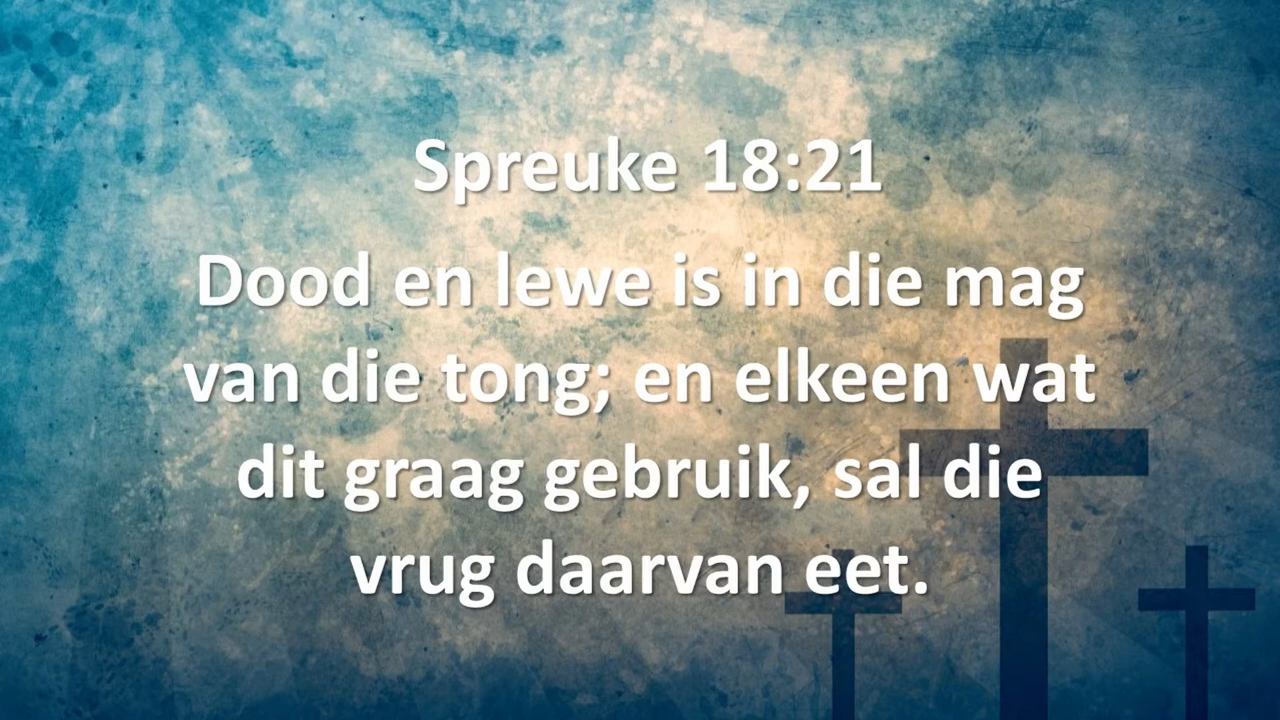 Spreuke 18:21
Dood en lewe is in die mag
van die tong; en elkeen wat
dit graag gebruik, sal die
vrug daarvan eet.